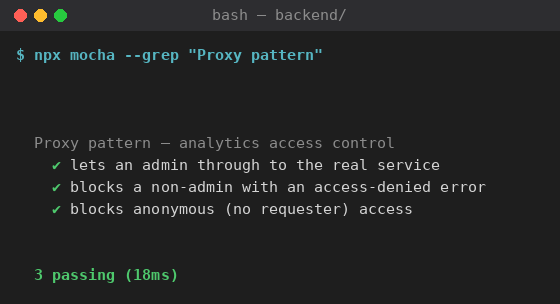 bash — backend/
$ npx mocha --grep "Proxy pattern"
Proxy pattern — analytics access control
✔ lets an admin through to the real service
✔ blocks a non-admin with an access-denied error
✔ blocks anonymous (no requester) access
3 passing (18ms)